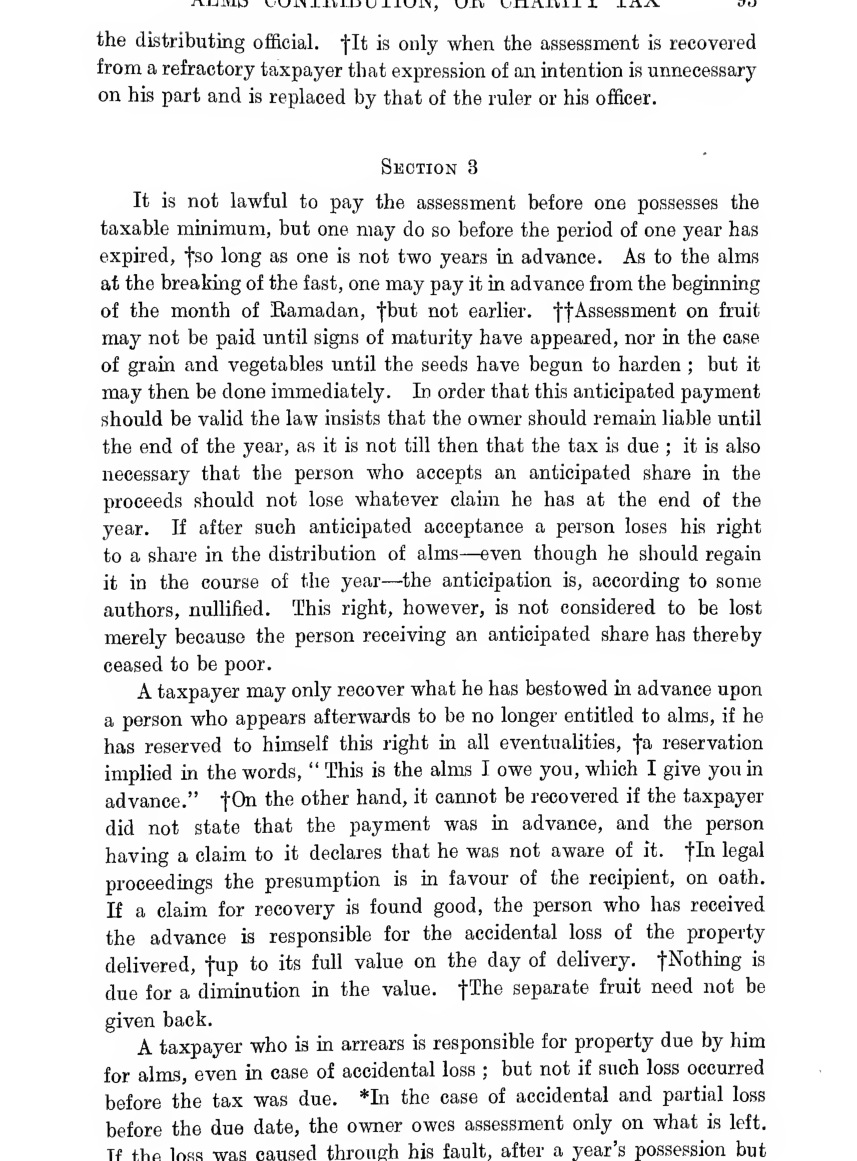 ALMS CONTRIBUTION, OR CHARITY TAX 95
the distributing official. †It is only when the assessment is recovered
from a refractory taxpayer that expression of an intention is unnecessary
on his part and is replaced by that of the ruler or his officer.
SECTION 3
It is not lawful to pay the assessment before one possesses the
taxable minimum, but one may do so before the period of one year has
expired, †so long as one is not two years in advance. As to the alms
at the breaking of the fast, one may pay it in advance from the beginning
of the month of Ramadan, †but not earlier. ††Assessment on fruit
may not be paid until signs of maturity have appeared, nor in the case
of grain and vegetables until the seeds have begun to harden ; but it
may then be done immediately. In order that this anticipated payment
should be valid the law insists that the owner should remain liable until
the end of the year, as it is not till then that the tax is due ; it is also
necessary that the person who accepts an anticipated share in the
proceeds should not lose whatever claim he has at the end of the
year. If after such anticipated acceptance a person loses his right
to a share in the distribution of alms—even though he should regain
it in the course of the year—the anticipation is, according to some
authors, nullified. This right, however, is not considered to be lost
merely because the person receiving an anticipated share has thereby
ceased to be poor.
A taxpayer may only recover what he has bestowed in advance upon
a person who appears afterwards to be no longer entitled to alms, if he
has reserved to himself this right in all eventualities, †a reservation
implied in the words, “ This is the alms I owe you, which I give you in
advance.” †On the other hand, it cannot be recovered if the taxpayer
did not state that the payment was in advance, and the person
having a claim to it declares that he was not aware of it. †In legal
proceedings the presumption is in favour of the recipient, on oath.
If a claim for recovery is found good, the person who has received
the advance is responsible for the accidental loss of the property
delivered, †up to its full value on the day of delivery. †Nothing is
due for a diminution in the value. †The separate fruit need not be
given back.
A taxpayer who is in arrears is responsible for property due by him
for alms, even in case of accidental loss ; but not if such loss occurred
before the tax was due. *In the case of accidental and partial loss
before the due date, the owner owes assessment only on what is left.
If the loss was caused through his fault, after a year’s possession but